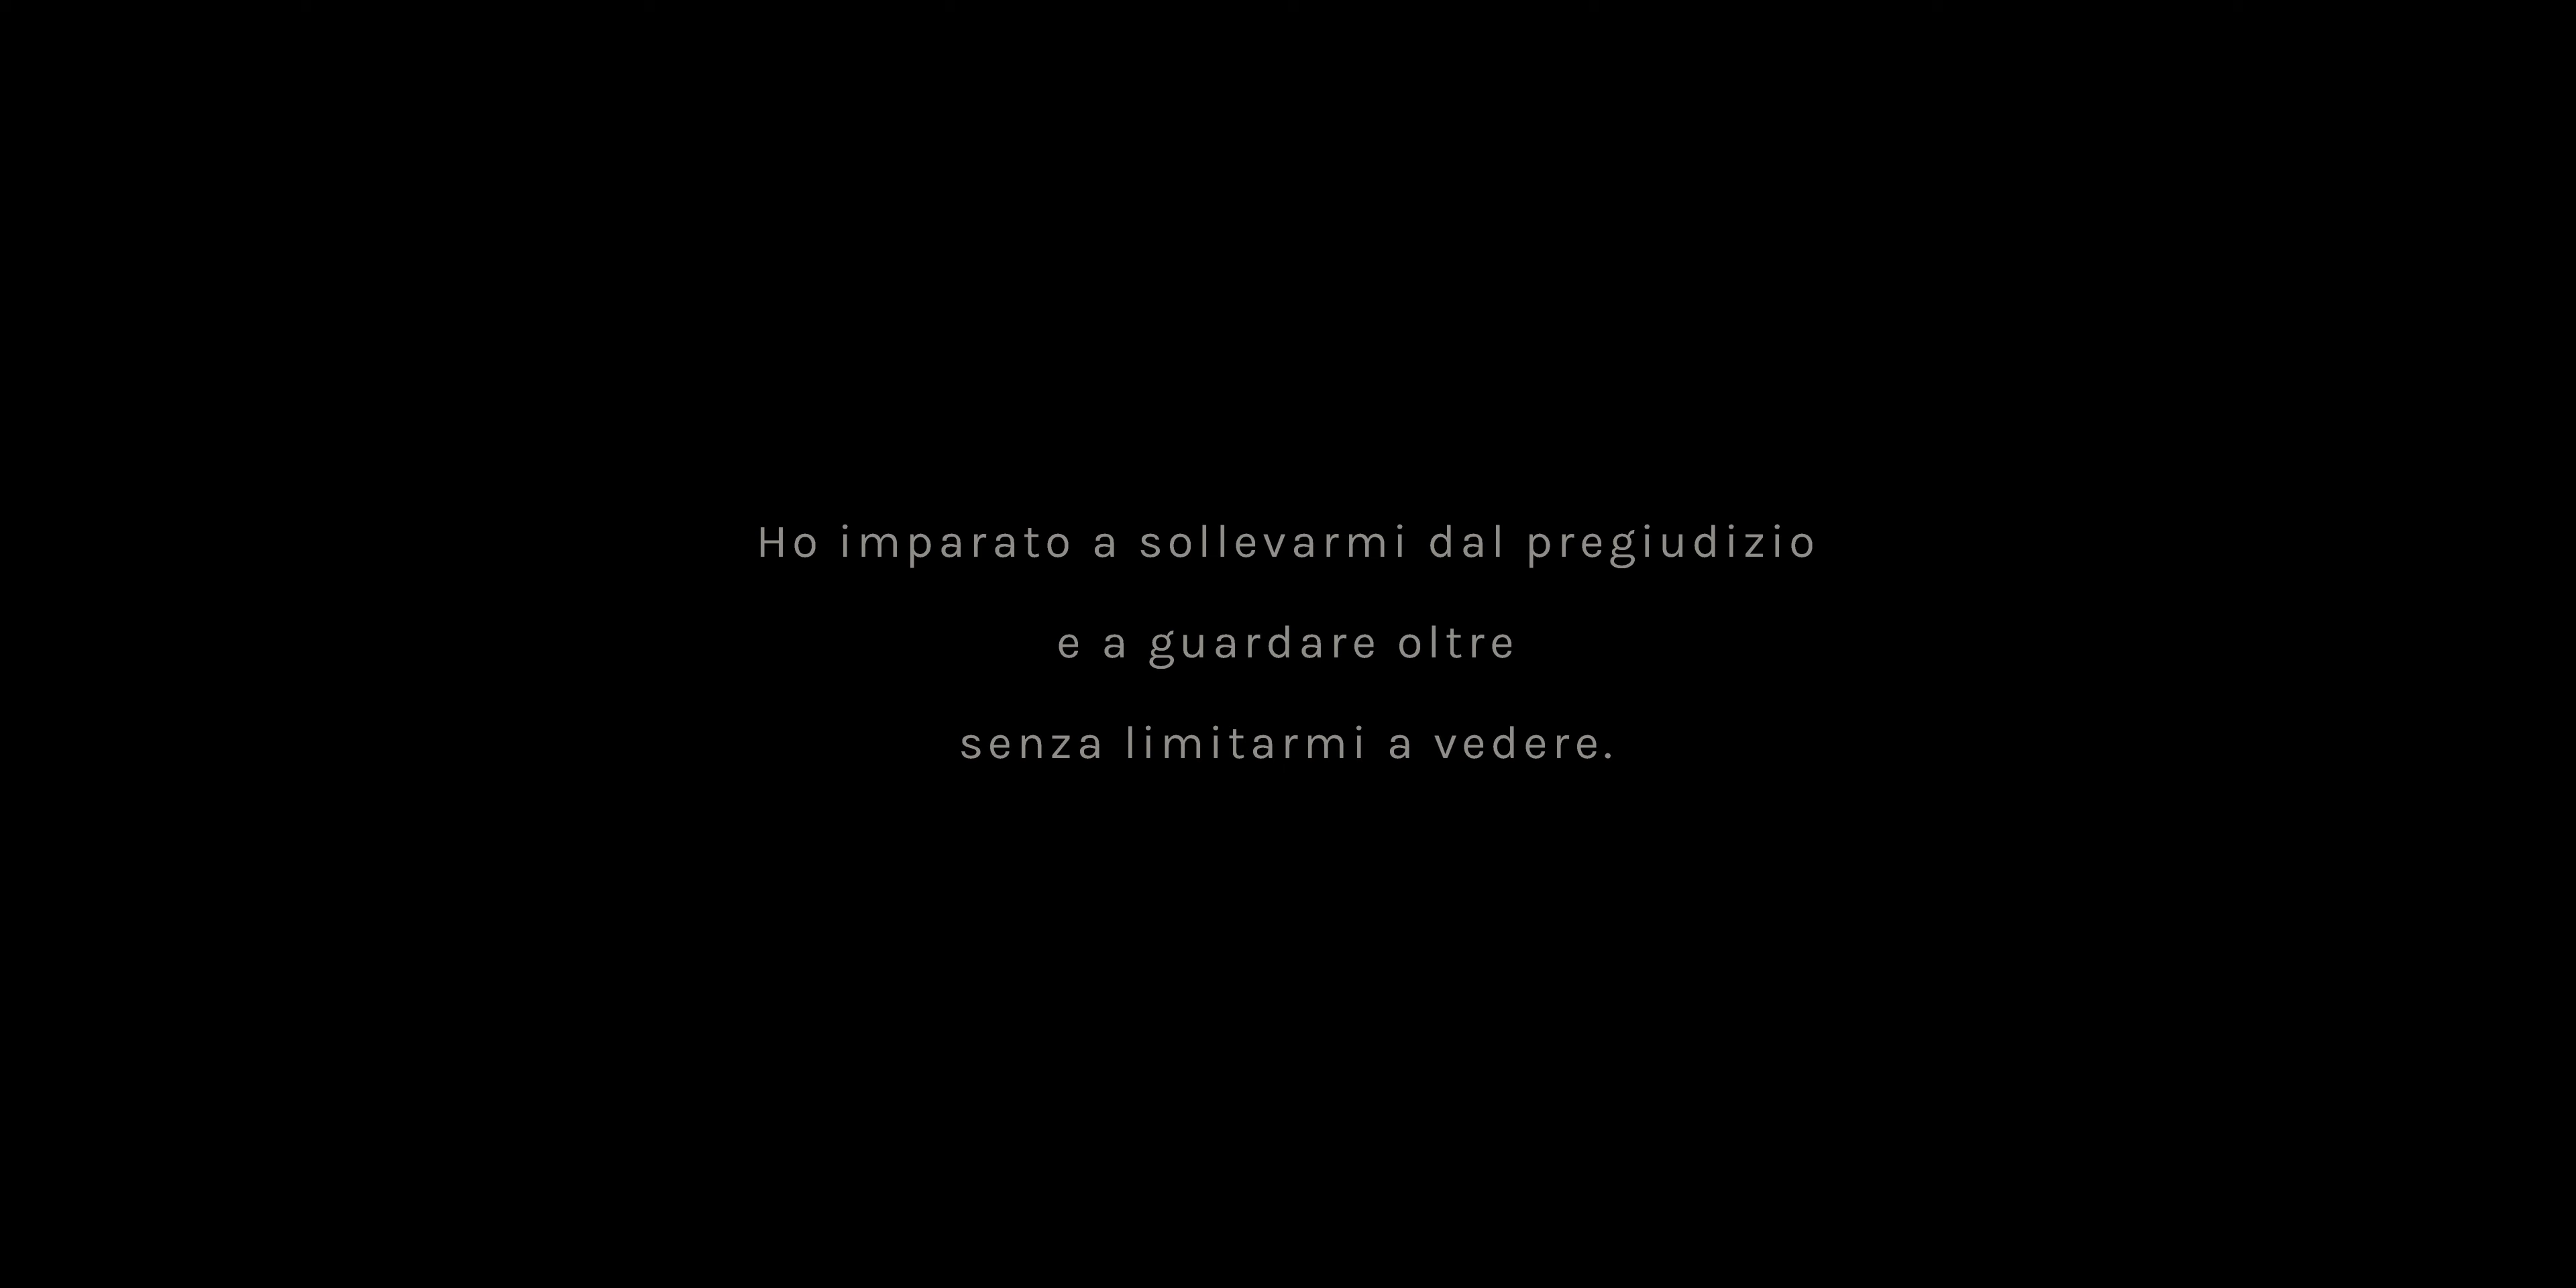 Ho imparato a sollevarmi dal pregiudizio
e a guardare oltre
senza limitarmi a vedere.